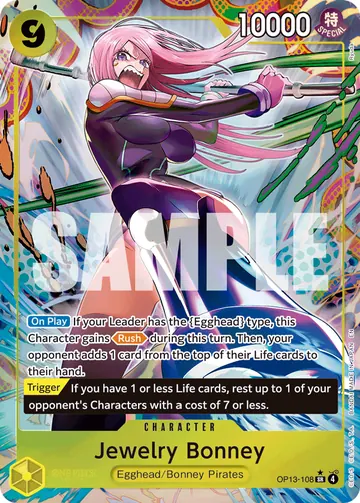 9
10000
特
SPECIAL
SAMPLE
On Play If your Leader has the {Egghead} type, this
Character gains Rush during this turn. Then, your
opponent adds 1 card from the top of their Life cards to
their hand.
Trigger If you have 1 or less Life cards, rest up to 1 of your
opponent's Characters with a cost of 7 or less.
CHARACTER
Jewelry Bonney
Egghead/Bonney Pirates
OP13-108 SR 4